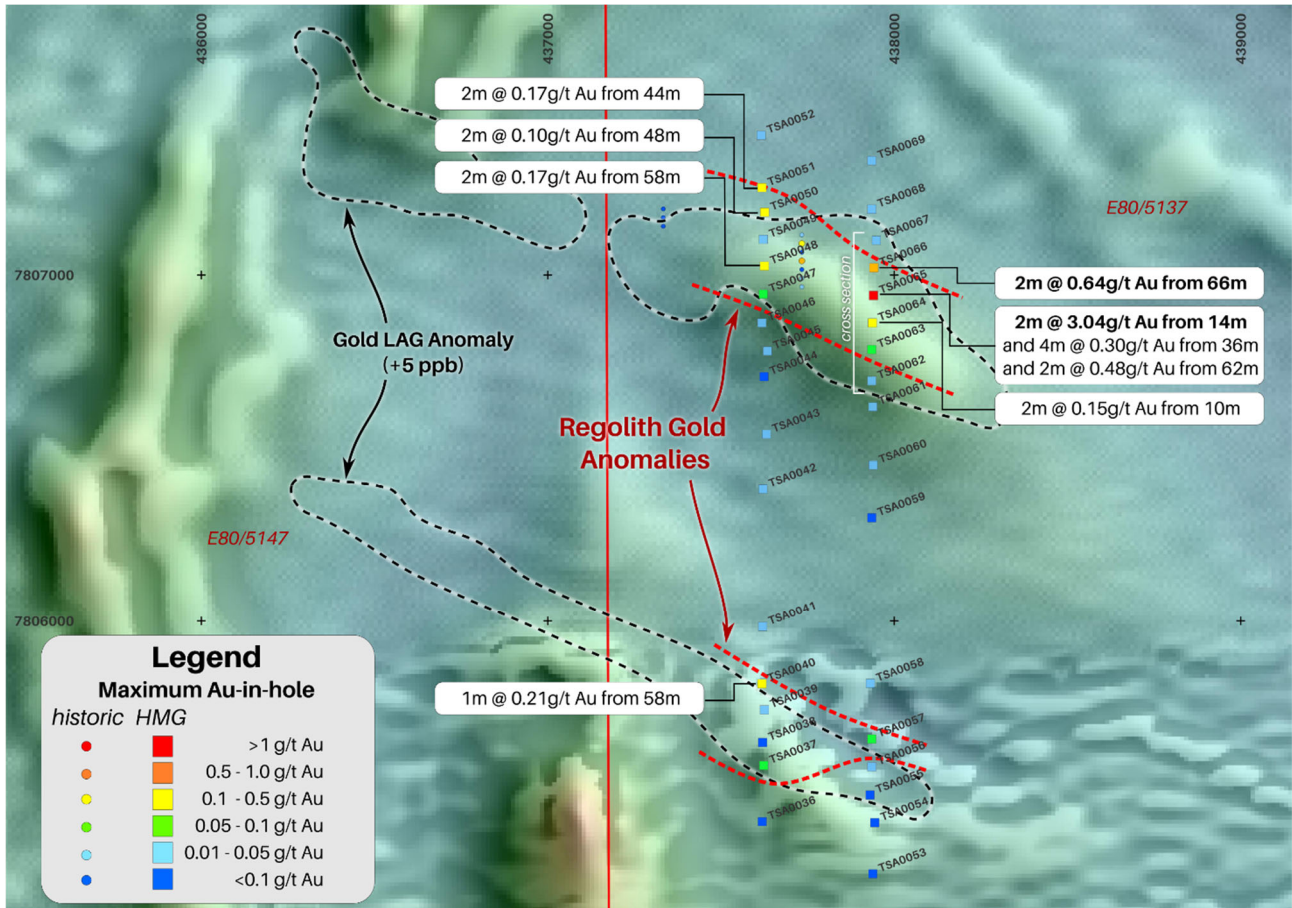 436000
437000
438000
439000
2m @ 0.17g/t Au from 44m
2m @ 0.10g/t Au from 48m
2m @ 0.17g/t Au from 58m
TSA0052
TSA0051
TSA0050
TSA0049
TSA0048
TSA0047
TSA0046
TSA0045
TSA0044
TSA0043
TSA0042
TSA0069
TSA0068
TSA0067
TSA0066
TSA0065
TSA0064
TSA0063
TSA0062
TSA0061
TSA0060
TSA0059
E80/5137
7807000
cross section
2m @ 0.64g/t Au from 66m
2m @ 3.04g/t Au from 14m
and 4m @ 0.30g/t Au from 36m
and 2m @ 0.48g/t Au from 62m
2m @ 0.15g/t Au from 10m
Gold LAG Anomaly
(+5 ppb)
Regolith Gold
Anomalies
E80/5147
7806000
TSA0041
TSA0040
TSA0039
TSA0038
TSA0037
TSA0036
TSA0058
TSA0057
TSA0056
TSA0055
TSA0054
TSA0053
1m @ 0.21g/t Au from 58m
Legend
Maximum Au-in-hole
historic HMG
>1 g/t Au
0.5 - 1.0 g/t Au
0.1 - 0.5 g/t Au
0.05 - 0.1 g/t Au
0.01 - 0.05 g/t Au
<0.1 g/t Au